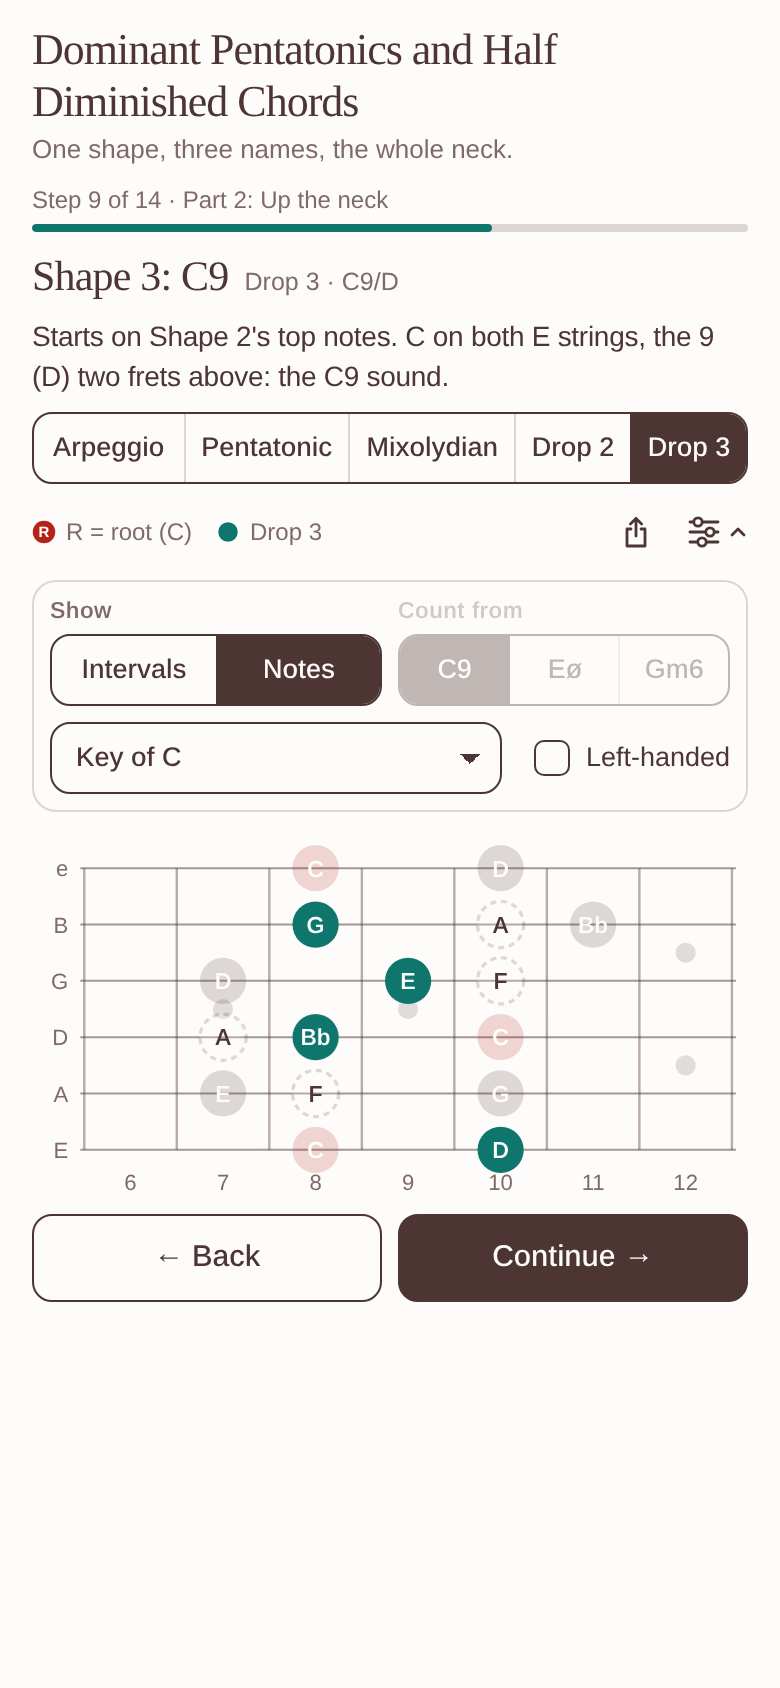 Dominant Pentatonics and Half
Diminished Chords
One shape, three names, the whole neck.
Step 9 of 14 · Part 2: Up the neck
Shape 3: C9 Drop 3 · C9/D
Starts on Shape 2's top notes. C on both E strings, the 9
(D) two frets above: the C9 sound.
Arpeggio Pentatonic Mixolydian Drop 2 Drop 3
R R = root (C) Drop 3
Show Count from
Intervals Notes C9 Eø Gm6
Key of C Left-handed
e C D
B G A Bb
G D E F
D A Bb C
A E F G
E C D
6 7 8 9 10 11 12
← Back Continue →